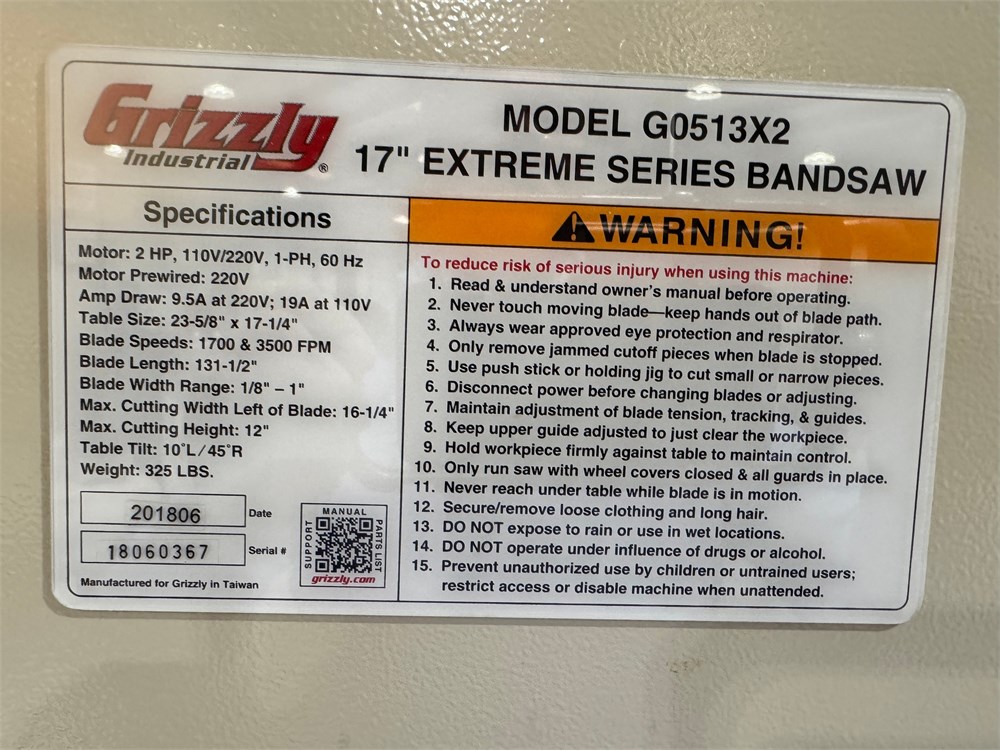 Grizzly
Industrial
®
MODEL G0513X2
17" EXTREME SERIES BANDSAW
Specifications
Motor: 2 HP, 110V/220V, 1-PH, 60 Hz
Motor Prewired: 220V
Amp Draw: 9.5A at 220V; 19A at 110V
Table Size: 23-5/8" x 17-1/4"
Blade Speeds: 1700 & 3500 FPM
Blade Length: 131-1/2"
Blade Width Range: 1/8" – 1"
Max. Cutting Width Left of Blade: 16-1/4"
Max. Cutting Height: 12"
Table Tilt: 10˚L/45˚R
Weight: 325 LBS.
201806 Date
18060367 Serial #
Manufactured for Grizzly in Taiwan
MANUAL
SUPPORT
PARTS LIST
grizzly.com
WARNING!
To reduce risk of serious injury when using this machine:
1. Read & understand owner's manual before operating.
2. Never touch moving blade—keep hands out of blade path.
3. Always wear approved eye protection and respirator.
4. Only remove jammed cutoff pieces when blade is stopped.
5. Use push stick or holding jig to cut small or narrow pieces.
6. Disconnect power before changing blades or adjusting.
7. Maintain adjustment of blade tension, tracking, & guides.
8. Keep upper guide adjusted to just clear the workpiece.
9. Hold workpiece firmly against table to maintain control.
10. Only run saw with wheel covers closed & all guards in place.
11. Never reach under table while blade is in motion.
12. Secure/remove loose clothing and long hair.
13. DO NOT expose to rain or use in wet locations.
14. DO NOT operate under influence of drugs or alcohol.
15. Prevent unauthorized use by children or untrained users;
restrict access or disable machine when unattended.